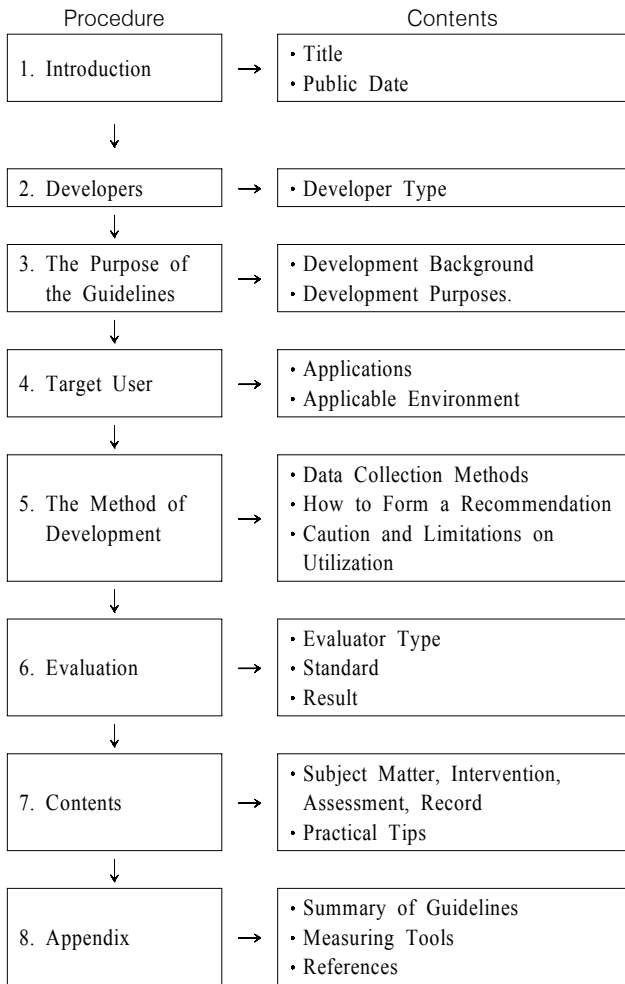 Procedure
Contents
1. Introduction
→
• Title
• Public Date
↓
2. Developers
→
• Developer Type
↓
3. The Purpose of
the Guidelines
→
• Development Background
• Development Purposes.
↓
4. Target User
→
• Applications
• Applicable Environment
↓
5. The Method of
Development
→
• Data Collection Methods
• How to Form a Recommendation
• Caution and Limitations on
Utilization
↓
6. Evaluation
→
• Evaluator Type
• Standard
• Result
↓
7. Contents
→
• Subject Matter, Intervention,
Assessment, Record
• Practical Tips
↓
8. Appendix
→
• Summary of Guidelines
• Measuring Tools
• References